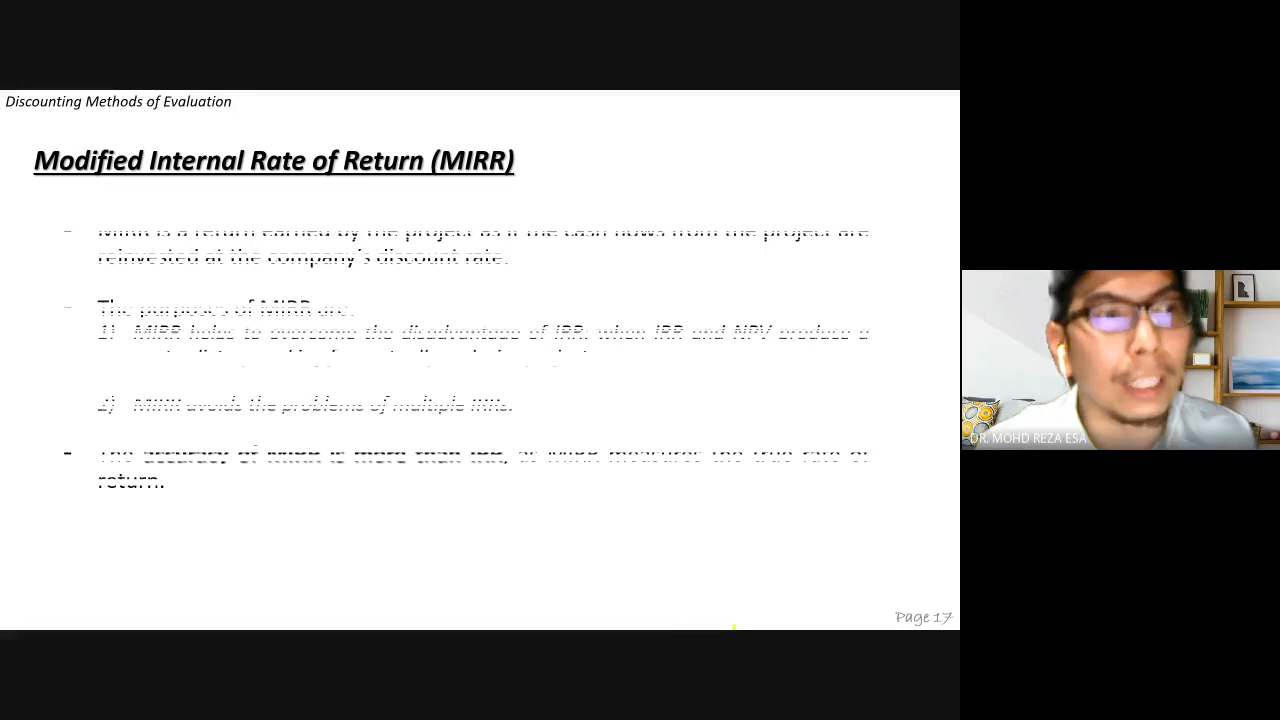 Discounting Methods of Evaluation
Modified Internal Rate of Return (MIRR)
- MIRR is a return earned by the project as if the cash flows from the project are
reinvested at the company's discount rate.
- The purposes of MIRR are:
1) MIRR helps to overcome the disadvantage of IRR: when IRR and NPV produce a
2) MIRR avoids the problems of multiple IRRs.
- The accuracy of MIRR is more than IRR, as MIRR measures the true rate of
return.
Page 17
DR. MOHD REZA ESA